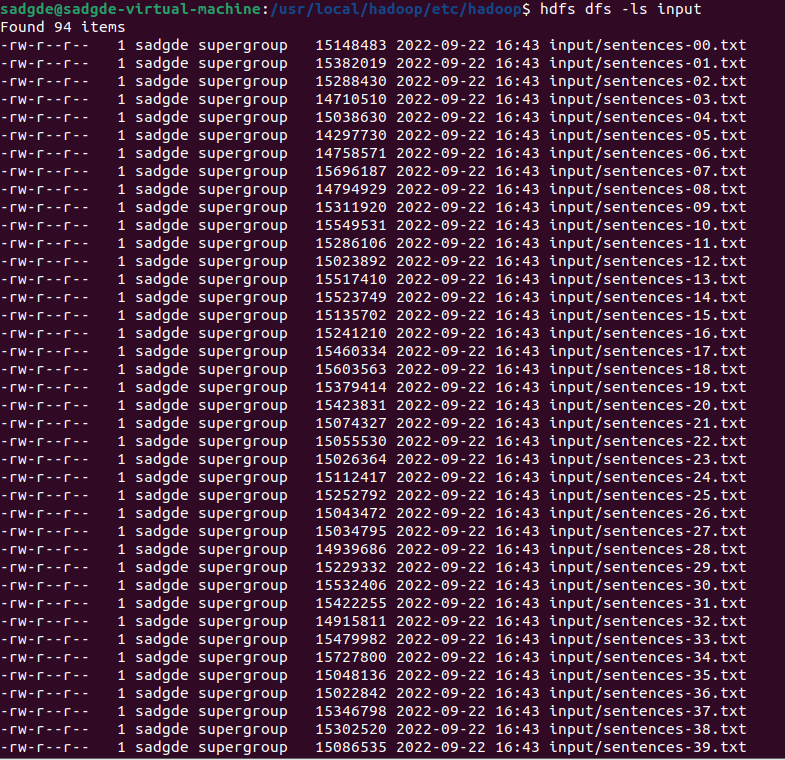 sadgde@sadgde-virtual-machine:/usr/local/hadoop/etc/hadoop$ hdfs dfs -ls input
Found 94 items
-rw-r--r--   1 sadgde supergroup   15148483 2022-09-22 16:43 input/sentences-00.txt
-rw-r--r--   1 sadgde supergroup   15382019 2022-09-22 16:43 input/sentences-01.txt
-rw-r--r--   1 sadgde supergroup   15288430 2022-09-22 16:43 input/sentences-02.txt
-rw-r--r--   1 sadgde supergroup   14710510 2022-09-22 16:43 input/sentences-03.txt
-rw-r--r--   1 sadgde supergroup   15038630 2022-09-22 16:43 input/sentences-04.txt
-rw-r--r--   1 sadgde supergroup   14297730 2022-09-22 16:43 input/sentences-05.txt
-rw-r--r--   1 sadgde supergroup   14758571 2022-09-22 16:43 input/sentences-06.txt
-rw-r--r--   1 sadgde supergroup   15696187 2022-09-22 16:43 input/sentences-07.txt
-rw-r--r--   1 sadgde supergroup   14794929 2022-09-22 16:43 input/sentences-08.txt
-rw-r--r--   1 sadgde supergroup   15311920 2022-09-22 16:43 input/sentences-09.txt
-rw-r--r--   1 sadgde supergroup   15549531 2022-09-22 16:43 input/sentences-10.txt
-rw-r--r--   1 sadgde supergroup   15286106 2022-09-22 16:43 input/sentences-11.txt
-rw-r--r--   1 sadgde supergroup   15023892 2022-09-22 16:43 input/sentences-12.txt
-rw-r--r--   1 sadgde supergroup   15517410 2022-09-22 16:43 input/sentences-13.txt
-rw-r--r--   1 sadgde supergroup   15523749 2022-09-22 16:43 input/sentences-14.txt
-rw-r--r--   1 sadgde supergroup   15135702 2022-09-22 16:43 input/sentences-15.txt
-rw-r--r--   1 sadgde supergroup   15241210 2022-09-22 16:43 input/sentences-16.txt
-rw-r--r--   1 sadgde supergroup   15460334 2022-09-22 16:43 input/sentences-17.txt
-rw-r--r--   1 sadgde supergroup   15603563 2022-09-22 16:43 input/sentences-18.txt
-rw-r--r--   1 sadgde supergroup   15379414 2022-09-22 16:43 input/sentences-19.txt
-rw-r--r--   1 sadgde supergroup   15423831 2022-09-22 16:43 input/sentences-20.txt
-rw-r--r--   1 sadgde supergroup   15074327 2022-09-22 16:43 input/sentences-21.txt
-rw-r--r--   1 sadgde supergroup   15055530 2022-09-22 16:43 input/sentences-22.txt
-rw-r--r--   1 sadgde supergroup   15026364 2022-09-22 16:43 input/sentences-23.txt
-rw-r--r--   1 sadgde supergroup   15112417 2022-09-22 16:43 input/sentences-24.txt
-rw-r--r--   1 sadgde supergroup   15252792 2022-09-22 16:43 input/sentences-25.txt
-rw-r--r--   1 sadgde supergroup   15043472 2022-09-22 16:43 input/sentences-26.txt
-rw-r--r--   1 sadgde supergroup   15034795 2022-09-22 16:43 input/sentences-27.txt
-rw-r--r--   1 sadgde supergroup   14939686 2022-09-22 16:43 input/sentences-28.txt
-rw-r--r--   1 sadgde supergroup   15229332 2022-09-22 16:43 input/sentences-29.txt
-rw-r--r--   1 sadgde supergroup   15532406 2022-09-22 16:43 input/sentences-30.txt
-rw-r--r--   1 sadgde supergroup   15422255 2022-09-22 16:43 input/sentences-31.txt
-rw-r--r--   1 sadgde supergroup   14915811 2022-09-22 16:43 input/sentences-32.txt
-rw-r--r--   1 sadgde supergroup   15479982 2022-09-22 16:43 input/sentences-33.txt
-rw-r--r--   1 sadgde supergroup   15727800 2022-09-22 16:43 input/sentences-34.txt
-rw-r--r--   1 sadgde supergroup   15048136 2022-09-22 16:43 input/sentences-35.txt
-rw-r--r--   1 sadgde supergroup   15022842 2022-09-22 16:43 input/sentences-36.txt
-rw-r--r--   1 sadgde supergroup   15346798 2022-09-22 16:43 input/sentences-37.txt
-rw-r--r--   1 sadgde supergroup   15302520 2022-09-22 16:43 input/sentences-38.txt
-rw-r--r--   1 sadgde supergroup   15086535 2022-09-22 16:43 input/sentences-39.txt